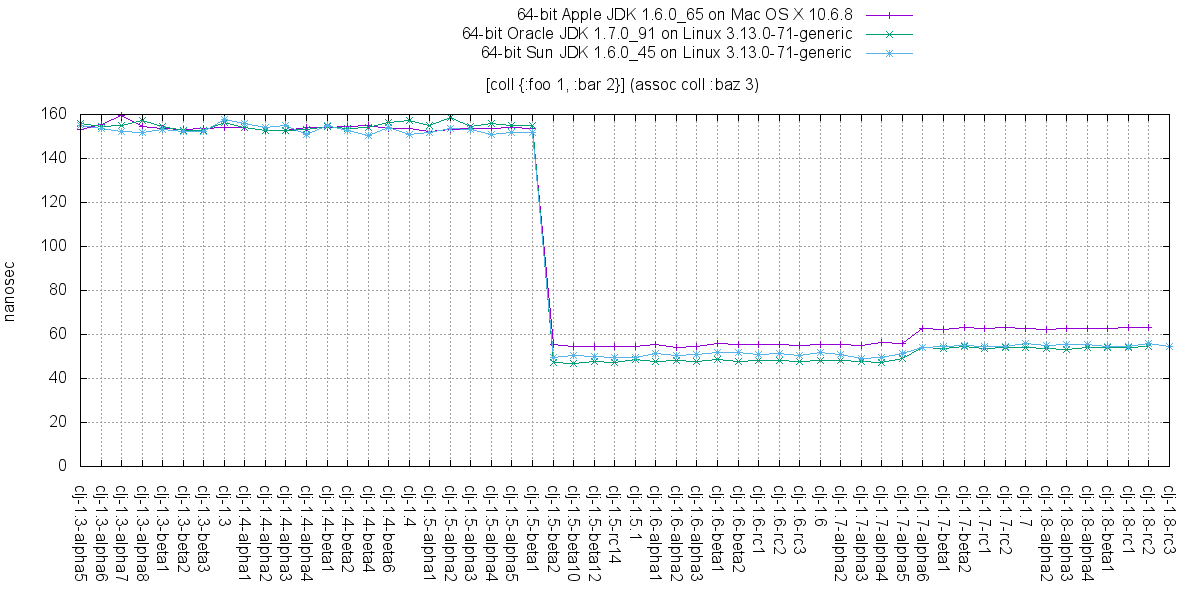 64-bit Apple JDK 1.6.0_65 on Mac OS X 10.6.8
64-bit Oracle JDK 1.7.0_91 on Linux 3.13.0-71-generic
64-bit Sun JDK 1.6.0_45 on Linux 3.13.0-71-generic
[coll {:foo 1, :bar 2}] (assoc coll :baz 3)
160
140
120
100
80
60
40
20
0
nanosec
clj-1.3-alpha5
clj-1.3-alpha6
clj-1.3-alpha7
clj-1.3-alpha8
clj-1.3-beta1
clj-1.3-beta2
clj-1.3-beta3
clj-1.3
clj-1.4-alpha1
clj-1.4-alpha2
clj-1.4-alpha3
clj-1.4-alpha4
clj-1.4-beta1
clj-1.4-beta2
clj-1.4-beta4
clj-1.4-beta6
clj-1.4
clj-1.5-alpha1
clj-1.5-alpha2
clj-1.5-alpha3
clj-1.5-alpha4
clj-1.5-alpha5
clj-1.5-beta1
clj-1.5-beta2
clj-1.5-beta10
clj-1.5-beta12
clj-1.5-rc14
clj-1.5.1
clj-1.6-alpha1
clj-1.6-alpha2
clj-1.6-alpha3
clj-1.6-beta1
clj-1.6-beta2
clj-1.6-rc1
clj-1.6-rc2
clj-1.6-rc3
clj-1.6
clj-1.7-alpha2
clj-1.7-alpha3
clj-1.7-alpha4
clj-1.7-alpha5
clj-1.7-alpha6
clj-1.7-beta1
clj-1.7-beta2
clj-1.7-rc1
clj-1.7-rc2
clj-1.7
clj-1.8-alpha2
clj-1.8-alpha3
clj-1.8-alpha4
clj-1.8-beta1
clj-1.8-rc1
clj-1.8-rc2
clj-1.8-rc3